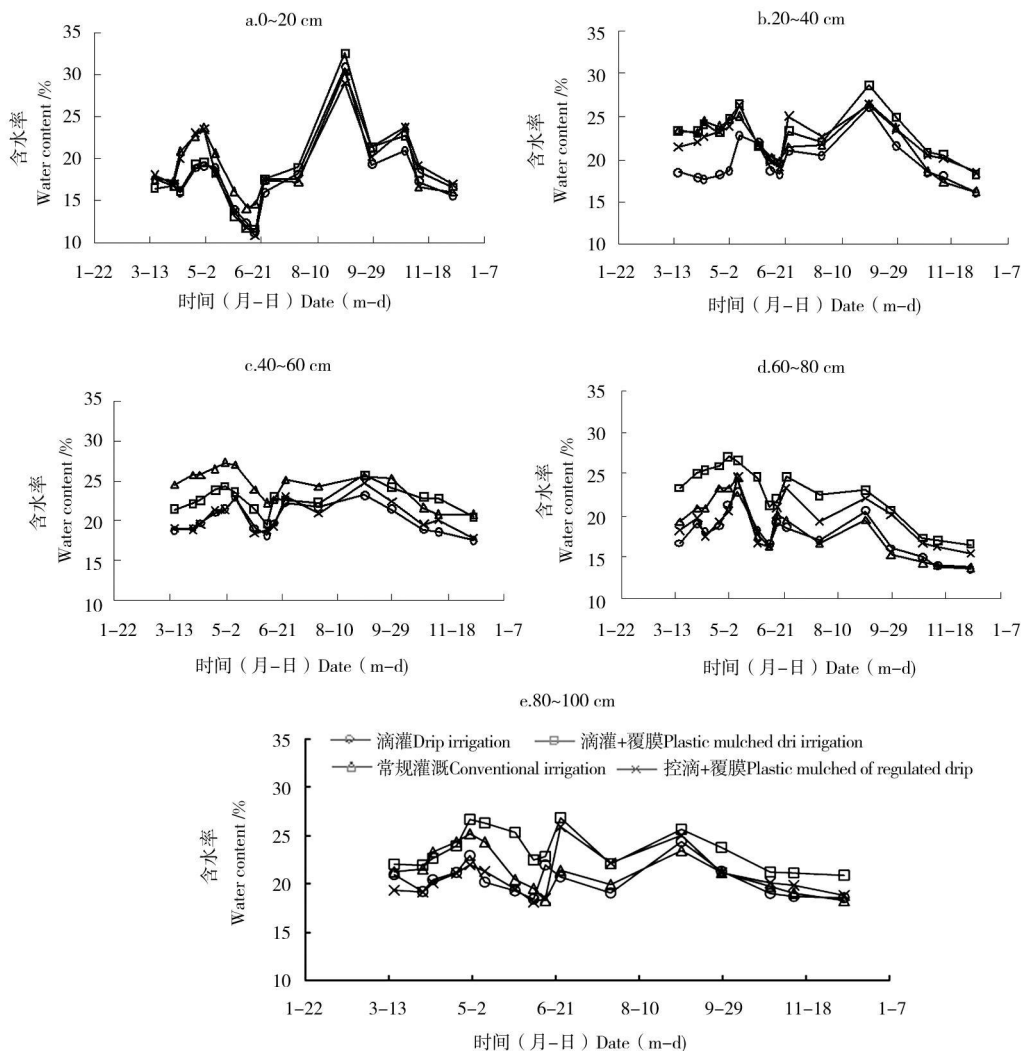 a.0~20 cm
35
30
25
20
15
10
含水率
Water content /%
1-22 3-13 5-2 6-21 8-10 9-29 11-18 1-7
时间（月-日）Date（m-d)
b.20~40 cm
35
30
25
20
15
10
含水率
Water content /%
1-22 3-13 5-2 6-21 8-10 9-29 11-18 1-7
时间（月-日）Date（m-d)
c.40~60 cm
35
30
25
20
15
10
含水率
Water content /%
1-22 3-13 5-2 6-21 8-10 9-29 11-18 1-7
时间（月-日）Date（m-d)
d.60~80 cm
35
30
25
20
15
10
含水率
Water content /%
1-22 3-13 5-2 6-21 8-10 9-29 11-18 1-7
时间（月-日）Date（m-d)
e.80~100 cm
滴灌Drip irrigation 滴灌+覆膜Plastic mulched dri irrigation
常规灌溉Conventional irrigation 控滴+覆膜Plastic mulched of regulated drip
35
30
25
20
15
10
含水率
Water content /%
1-22 3-13 5-2 6-21 8-10 9-29 11-18 1-7
时间（月-日）Date（m-d)